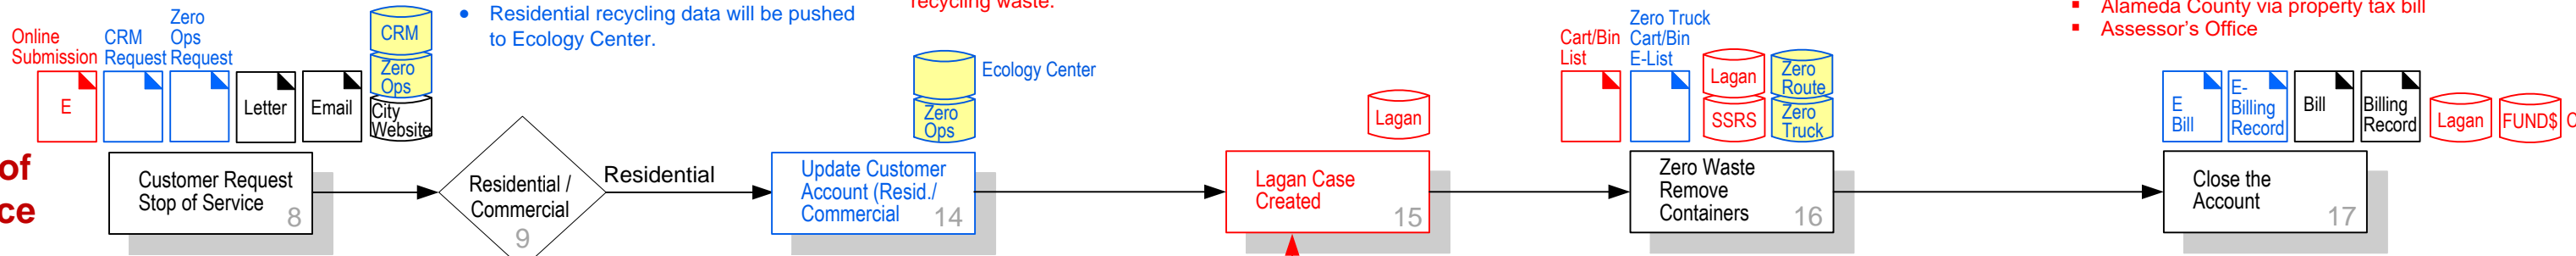 Online
Submission
E
CRM
Request
Zero
Ops
Request
Letter
Email
CRM
Zero
Ops
City
Website
• Residential recycling data will be pushed
to Ecology Center.
recycling waste.
Ecology Center
Zero
Ops
Lagan
Cart/Bin
List
Zero Truck
Cart/Bin
E-List
Lagan
SSRS
Zero
Route
Zero
Truck
▪ Alameda County via property tax bill
▪ Assessor's Office
E
Bill
E-
Billing
Record
Bill
Billing
Record
Lagan
FUND$
of
ce
Customer Request
Stop of Service
8
Residential /
Commercial
9
Residential
Update Customer
Account (Resid./
Commercial
14
Lagan Case
Created
15
Zero Waste
Remove
Containers
16
Close the
Account
17